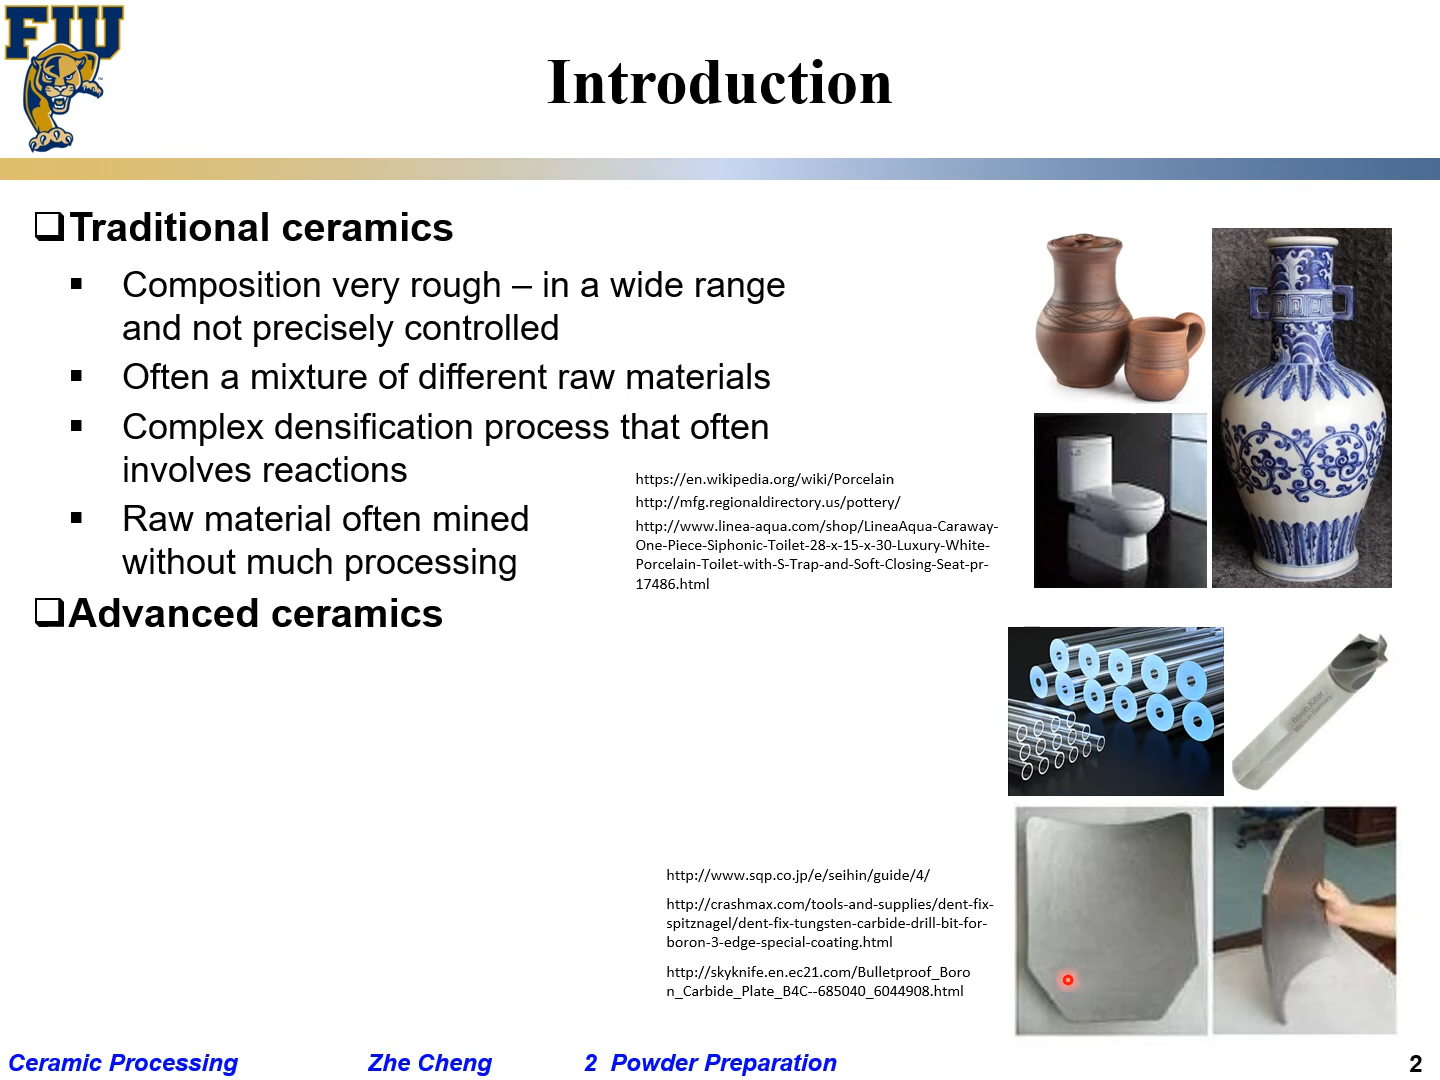 FIU
Introduction
❑Traditional ceramics
▪ Composition very rough – in a wide range
and not precisely controlled
▪ Often a mixture of different raw materials
▪ Complex densification process that often
involves reactions
▪ Raw material often mined
without much processing
https://en.wikipedia.org/wiki/Porcelain
http://mfg.regionaldirectory.us/pottery/
http://www.linea-aqua.com/shop/LineaAqua-Caraway-
One-Piece-Siphonic-Toilet-28-x-15-x-30-Luxury-White-
Porcelain-Toilet-with-S-Trap-and-Soft-Closing-Seat-pr-
17486.html
❑Advanced ceramics
Made in Germany
http://www.sqp.co.jp/e/seihin/guide/4/
http://crashmax.com/tools-and-supplies/dent-fix-
spitznagel/dent-fix-tungsten-carbide-drill-bit-for-
boron-3-edge-special-coating.html
http://skyknife.en.ec21.com/Bulletproof_Boro
n_Carbide_Plate_B4C--685040_6044908.html
Ceramic Processing Zhe Cheng 2 Powder Preparation 2